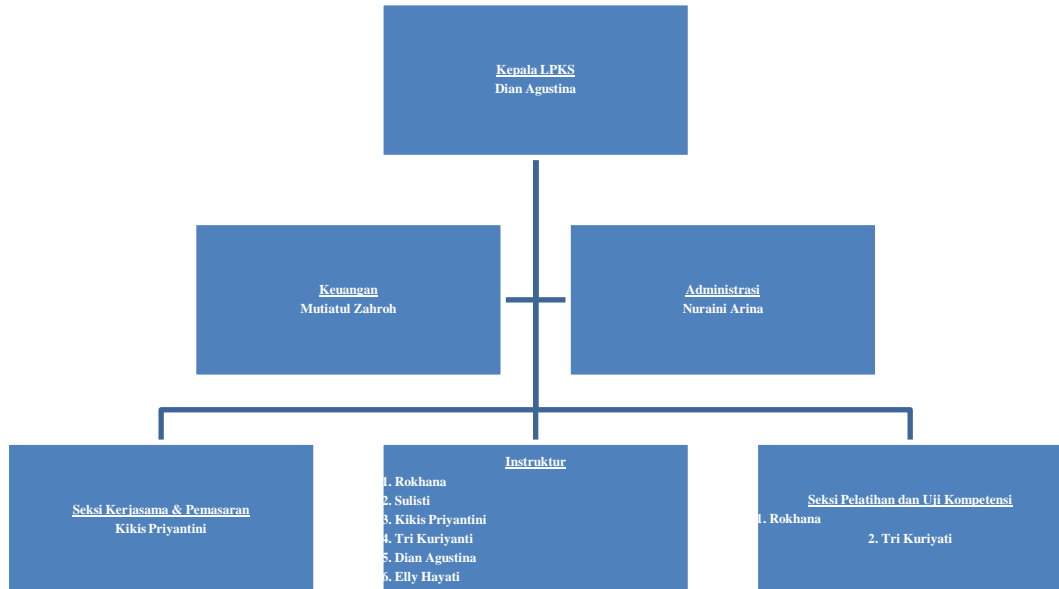 Kepala LPKS
Dian Agustina
Keuangan
Mutiatul Zahroh
Administrasi
Nuraini Arina
Seksi Kerjasama & Pemasaran
Kikis Priyantini
Instruktur
1. Rokhana
2. Sulisti
3. Kikis Priyantini
4. Tri Kuriyanti
5. Dian Agustina
6. Elly Hayati
Seksi Pelatihan dan Uji Kompetensi
1. Rokhana
2. Tri Kuriyati